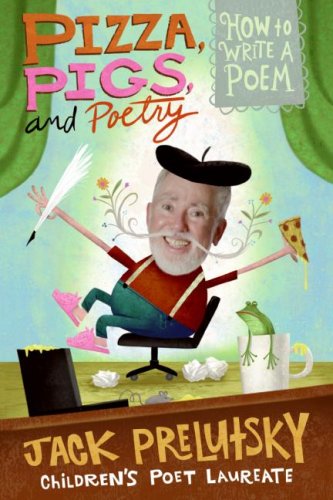 PIZZA,
PIGS,
and Poetry
HOW to
WRITE A
POEM
JACK PRELUTSKY
CHILDREN'S POET LAUREATE